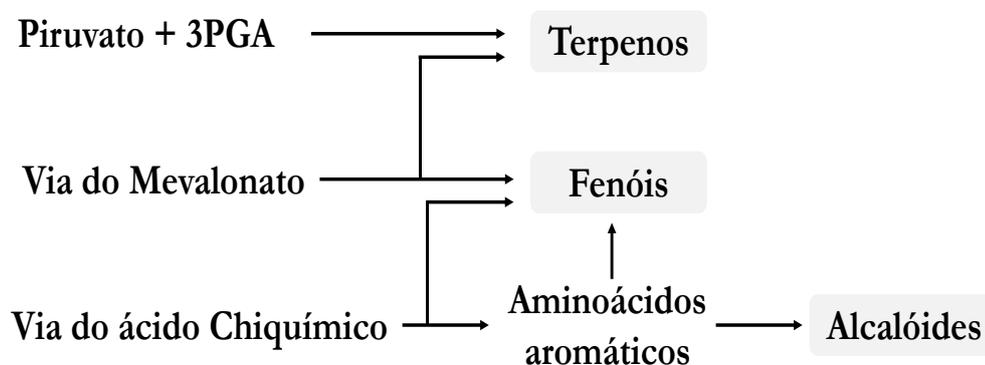 Piruvato + 3PGA
Terpenos
Via do Mevalonato
Fenóis
Via do ácido Chiquímico
Aminoácidos
aromáticos
Alcalóides